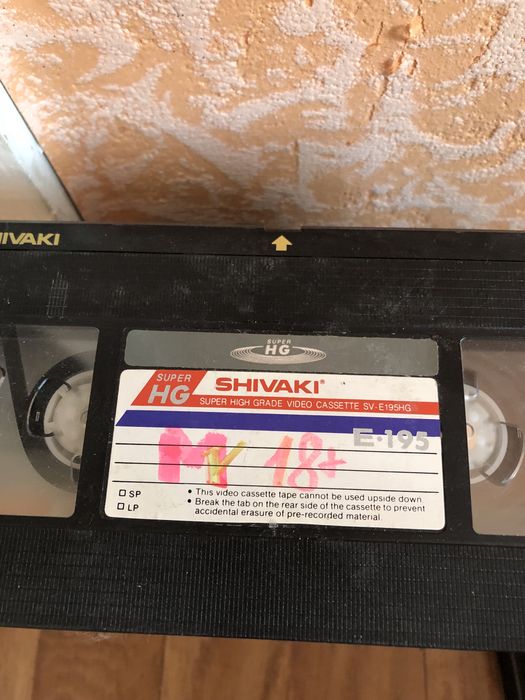 SHIVAKI
SUPER
HG
SUPER
HG
SHIVAKI®
SUPER HIGH GRADE VIDEO CASSETTE SV-E195HG
E-195
18+
□ SP
□ LP
• This video cassette tape cannot be used upside down
• Break the tab on the rear side of the cassette to prevent
accidental erasure of pre-recorded material.